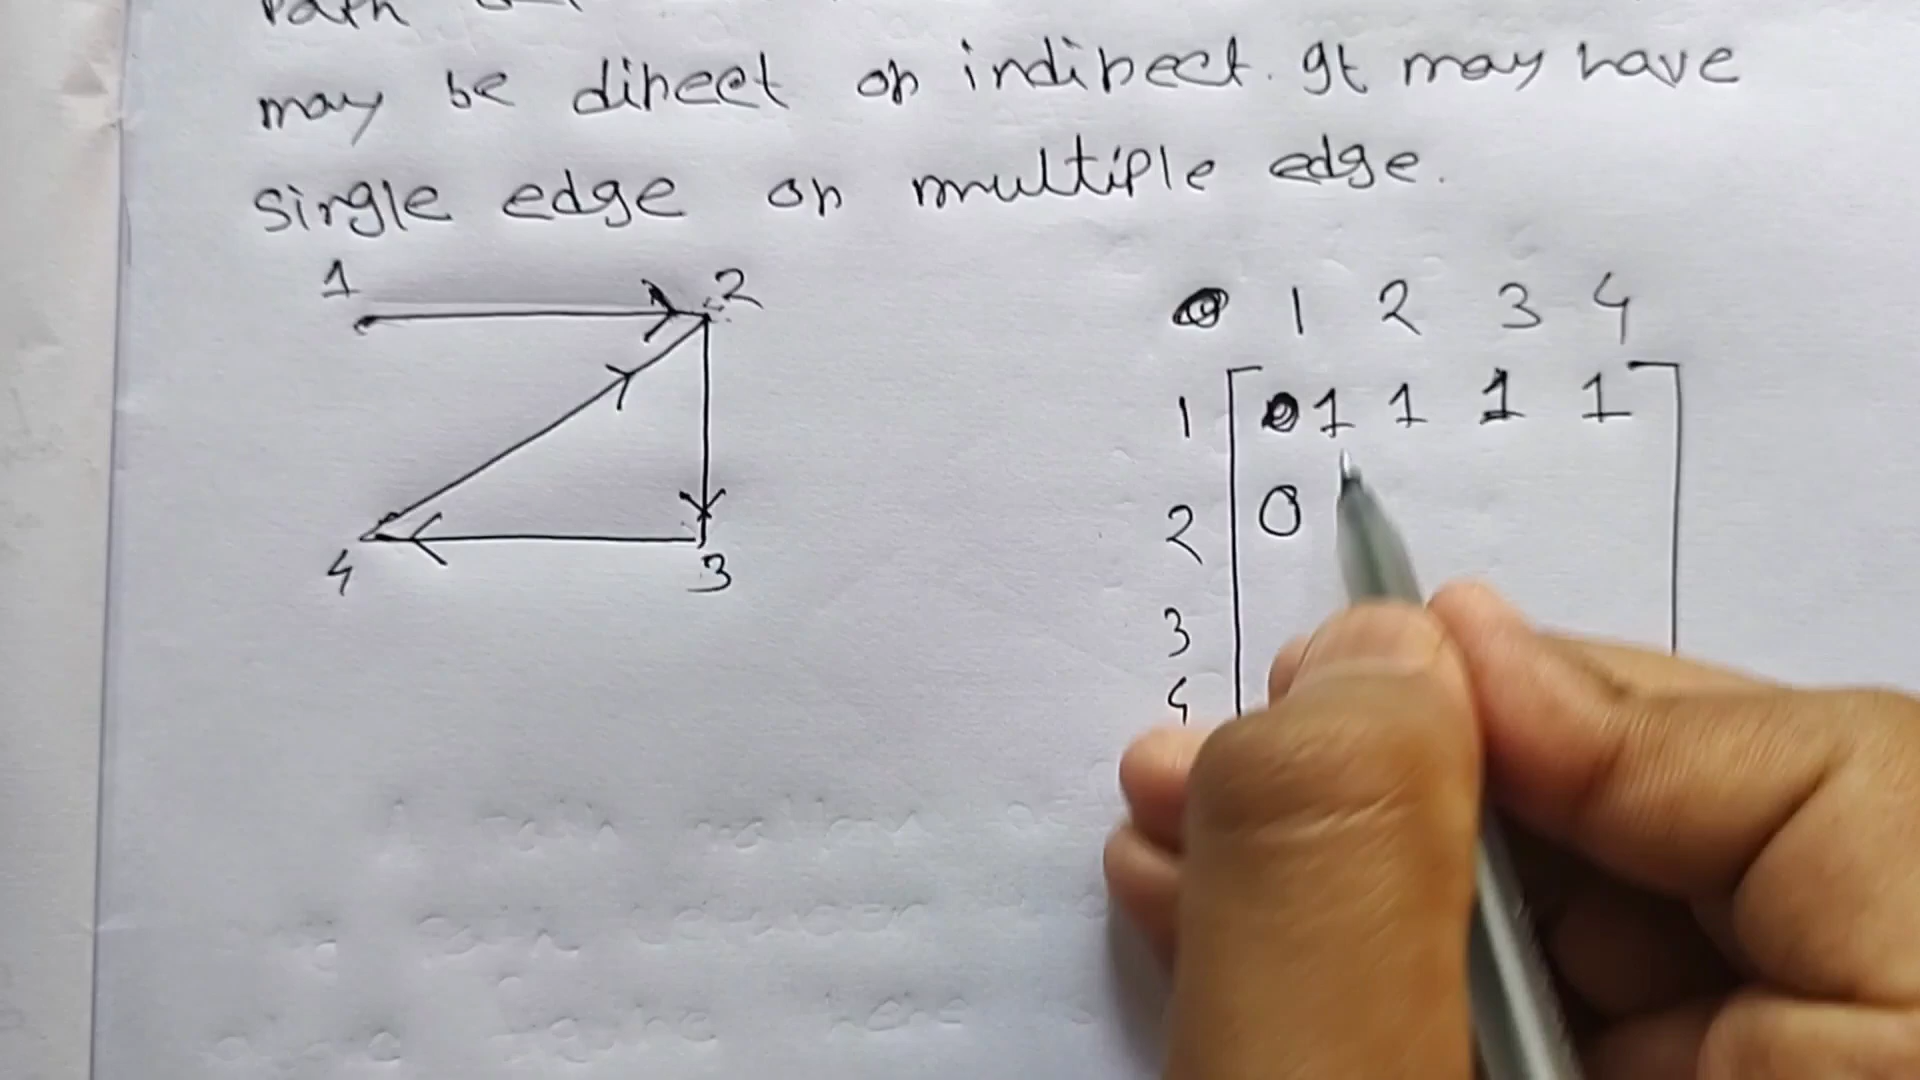 Path
may be direct or indirect. It may have
single edge or multiple edge.
1 2
4 3
1 2 3 4
1 1 1 1 1
2 0
3
4